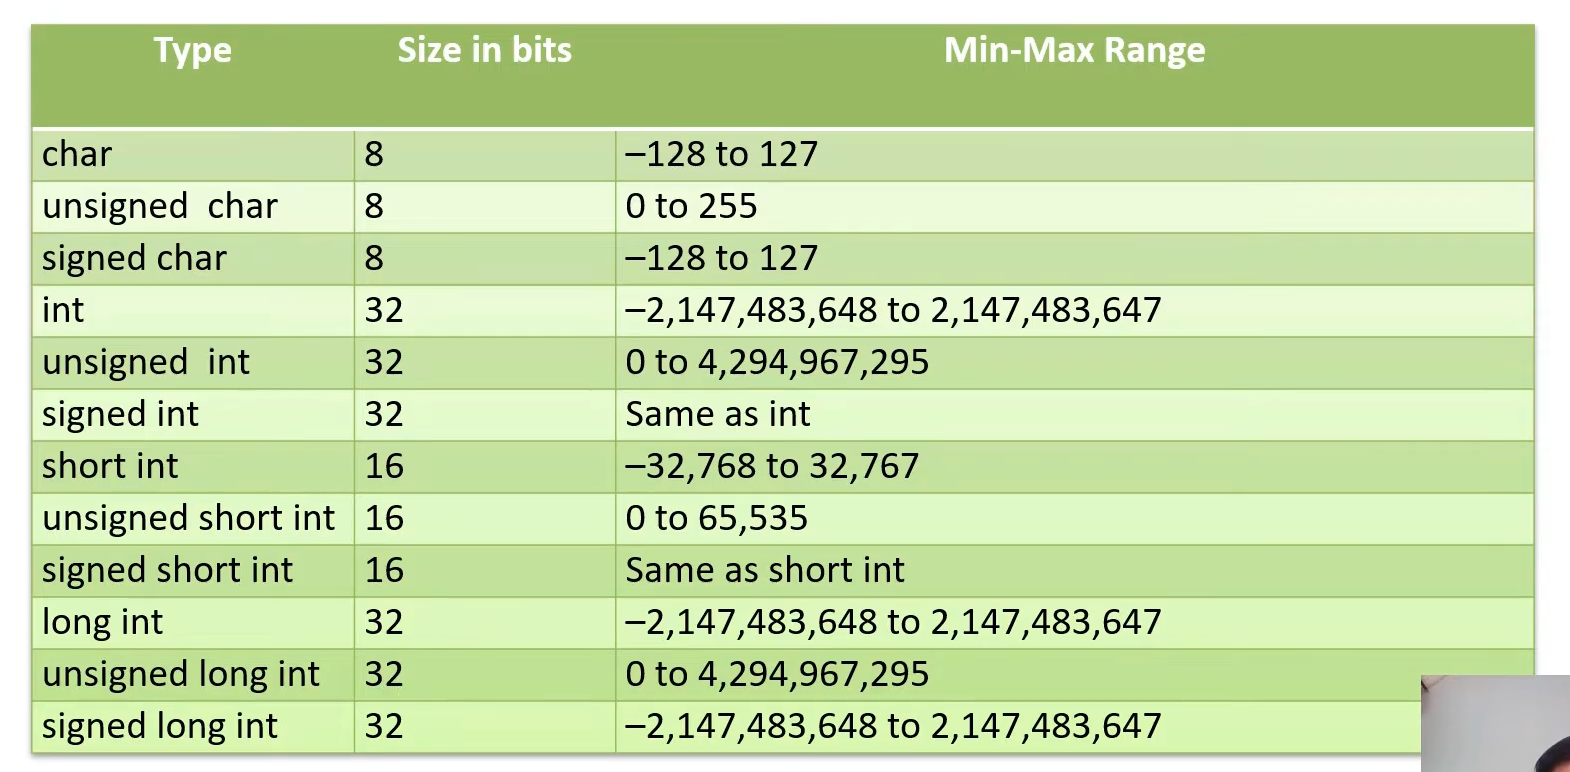 Type Size in bits Min-Max Range
char 8 –128 to 127
unsigned  char 8 0 to 255
signed char 8 –128 to 127
int 32 –2,147,483,648 to 2,147,483,647
unsigned  int 32 0 to 4,294,967,295
signed int 32 Same as int
short int 16 –32,768 to 32,767
unsigned short int 16 0 to 65,535
signed short int 16 Same as short int
long int 32 –2,147,483,648 to 2,147,483,647
unsigned long int 32 0 to 4,294,967,295
signed long int 32 –2,147,483,648 to 2,147,483,647